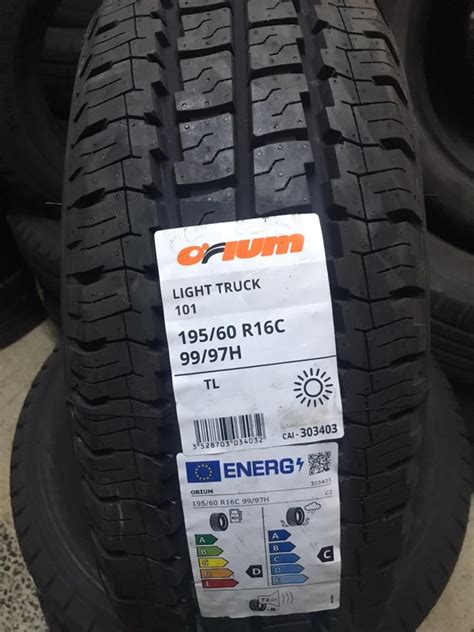 ORIUM
LIGHT TRUCK
101
195/60 R16C
99/97H
TL
3 528703 034032
CAI - 303403
ENERG
ORIUM
303403
195/60 R16C 99/97H
C2
A
B
C
D
E
D
A
B
C
D
E
C